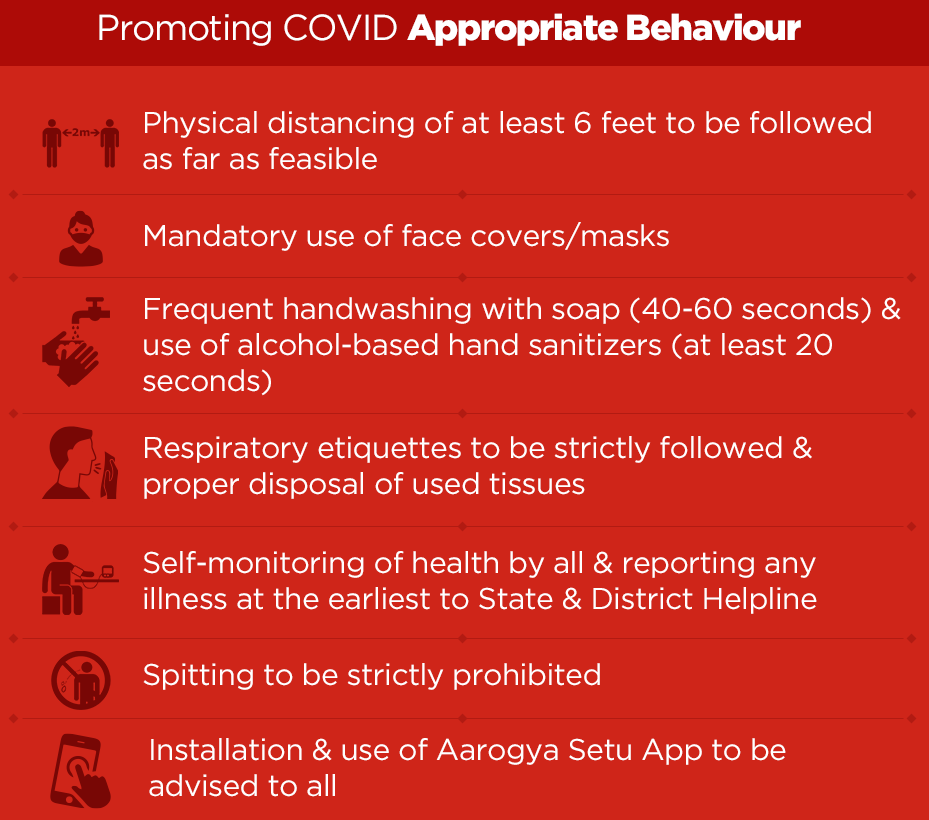 Promoting COVID Appropriate Behaviour
←2m→
Physical distancing of at least 6 feet to be followed
as far as feasible
Mandatory use of face covers/masks
Frequent handwashing with soap (40-60 seconds) &
use of alcohol-based hand sanitizers (at least 20
seconds)
Respiratory etiquettes to be strictly followed &
proper disposal of used tissues
Self-monitoring of health by all & reporting any
illness at the earliest to State & District Helpline
Spitting to be strictly prohibited
Installation & use of Aarogya Setu App to be
advised to all